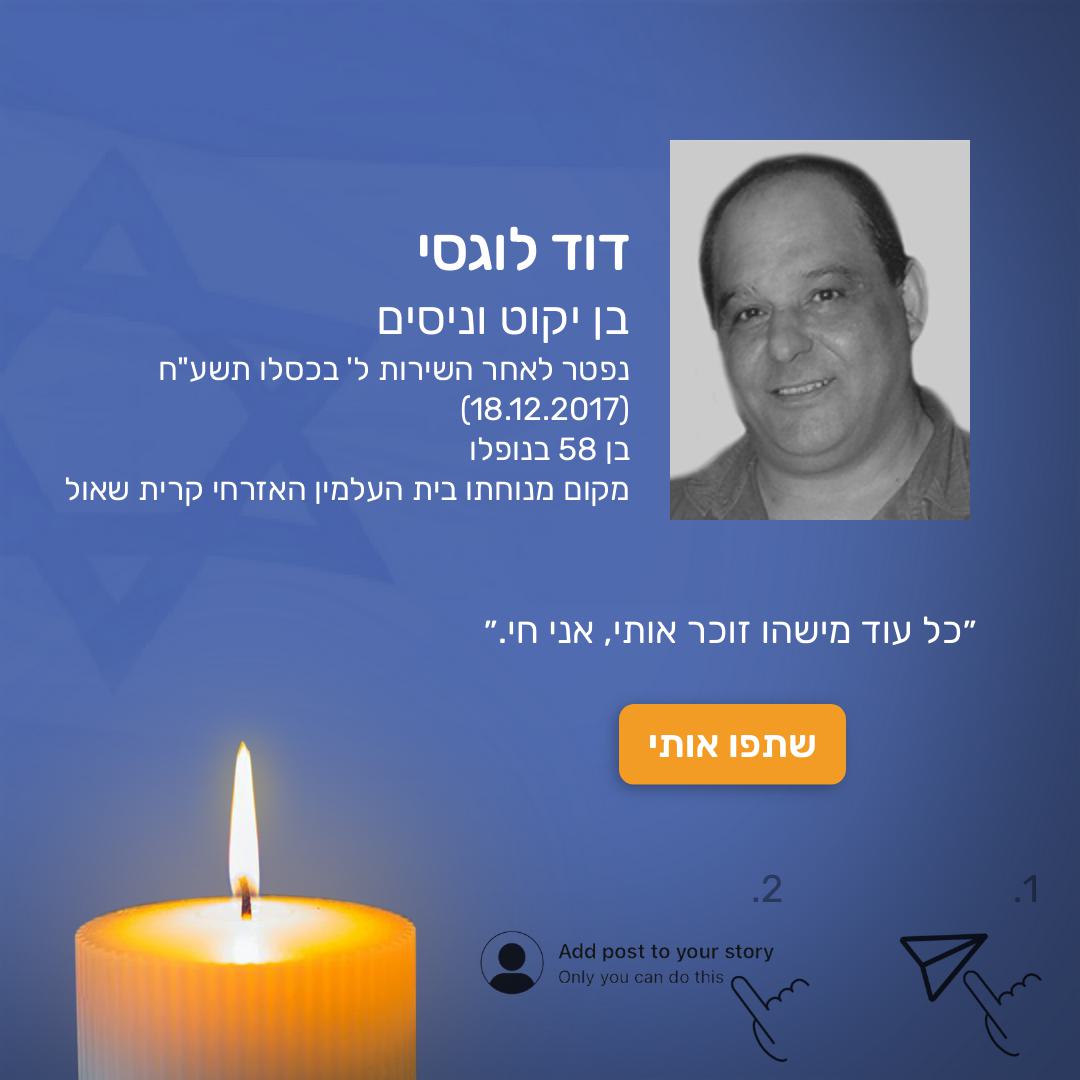 דוד לוגסי
בן יקוט וניסים
נפטר לאחר השירות ל' בכסלו תשע"ח
(18.12.2017)
בן 58 בנופלו
מקום מנוחתו בית העלמין האזרחי קרית שאול
״כל עוד מישהו זוכר אותי, אני חי.״
שתפו אותי
.1
.2
Add post to your story
Only you can do this